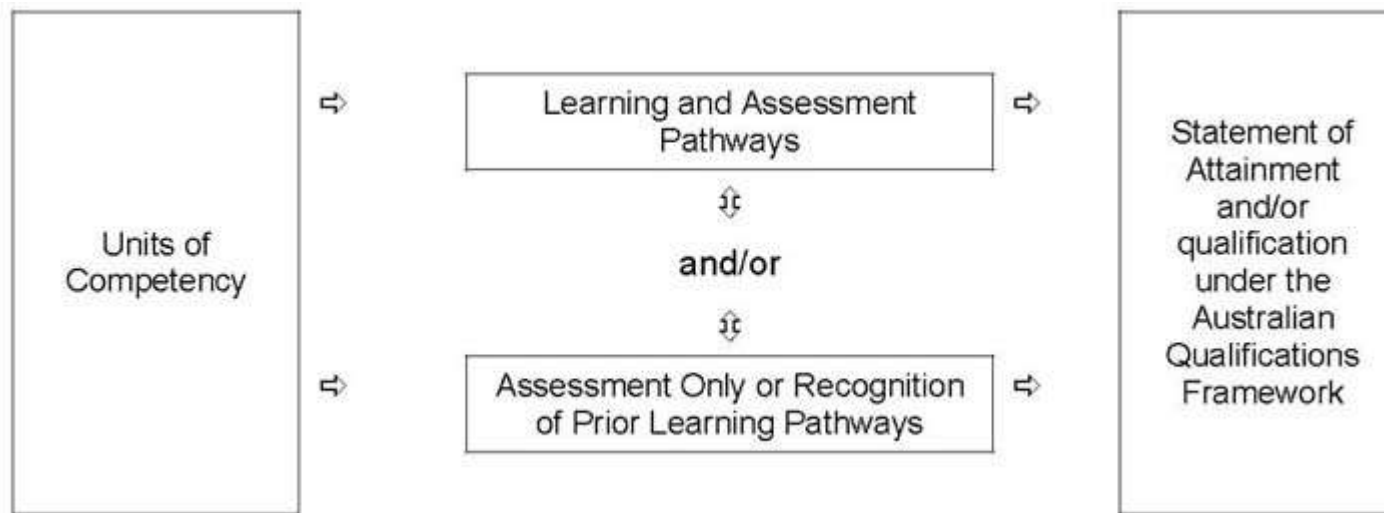 Units of
Competency
Learning and Assessment
Pathways
and/or
Assessment Only or Recognition
of Prior Learning Pathways
Statement of
Attainment
and/or
qualification
under the
Australian
Qualifications
Framework